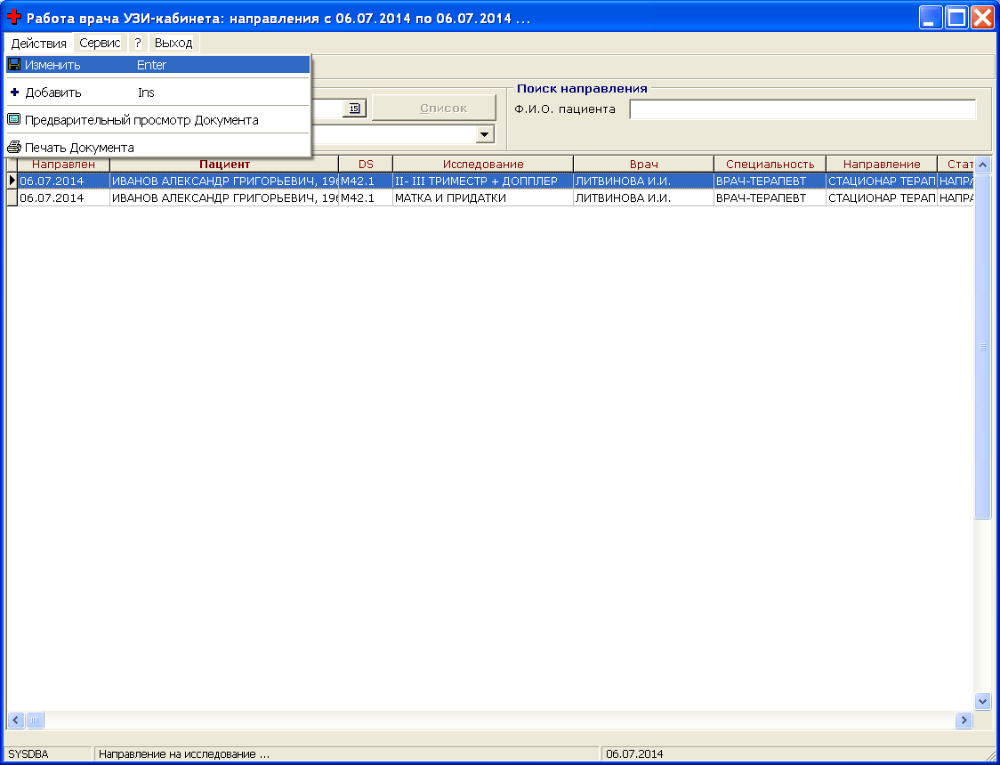 Работа врача УЗИ-кабинета: направления с 06.07.2014 по 06.07.2014 ...
Действия Сервис ? Выход
Изменить Enter
Добавить Ins
Предварительный просмотр Документа
Печать Документа
15 Список
Поиск направления
Ф.И.О. пациента
Направлен Пациент DS Исследование Врач Специальность Направление Стат
06.07.2014 ИВАНОВ АЛЕКСАНДР ГРИГОРЬЕВИЧ, 196 M42.1 II- III ТРИМЕСТР + ДОППЛЕР ЛИТВИНОВА И.И. ВРАЧ-ТЕРАПЕВТ СТАЦИОНАР ТЕРАП НАПРА
06.07.2014 ИВАНОВ АЛЕКСАНДР ГРИГОРЬЕВИЧ, 196 M42.1 МАТКА И ПРИДАТКИ ЛИТВИНОВА И.И. ВРАЧ-ТЕРАПЕВТ СТАЦИОНАР ТЕРАП НАПРА
SYSDBA Направление на исследование ... 06.07.2014